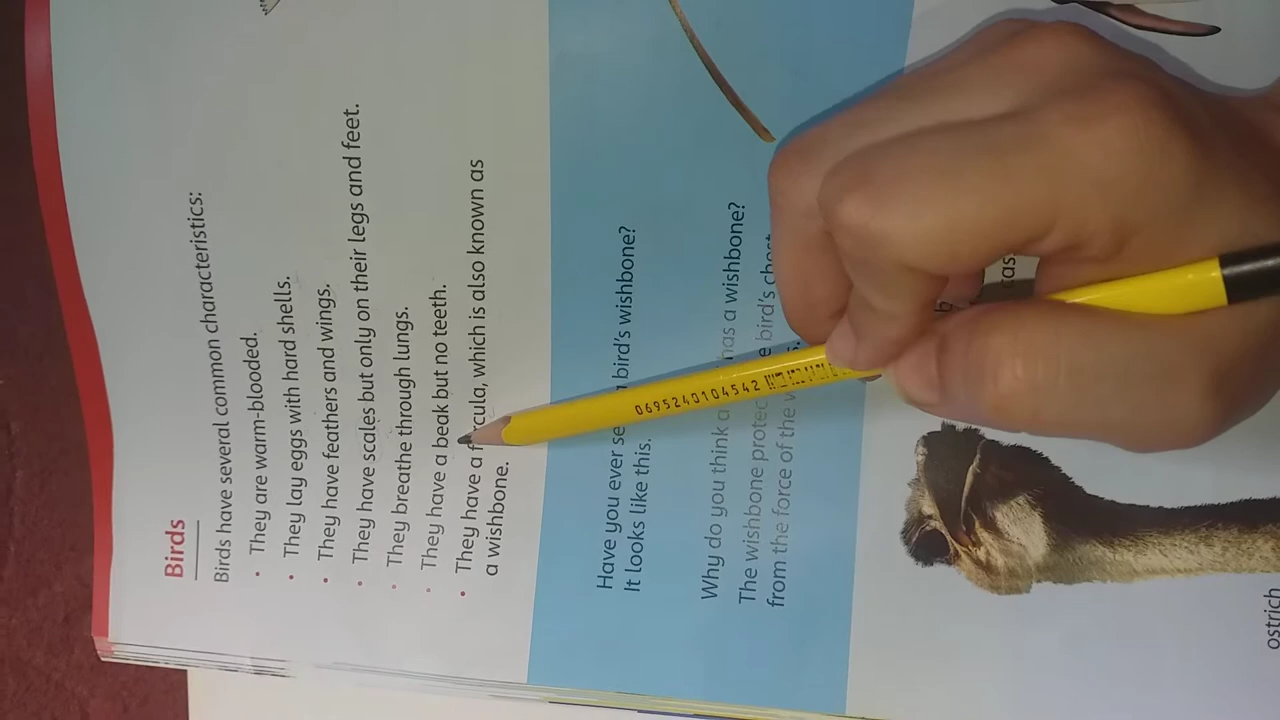 Birds
Birds have several common characteristics:
• They are warm-blooded.
• They lay eggs with hard shells.
• They have feathers and wings.
• They have scales but only on their legs and feet.
• They breathe through lungs.
• They have a beak but no teeth.
• They have a furcula, which is also known as
a wishbone.
Have you ever se bird's wishbone?
It looks like this.
Why do you think a has a wishbone?
The wishbone protec e bird's chest
from the force of the w s.
0695240104542
cas
ostrich